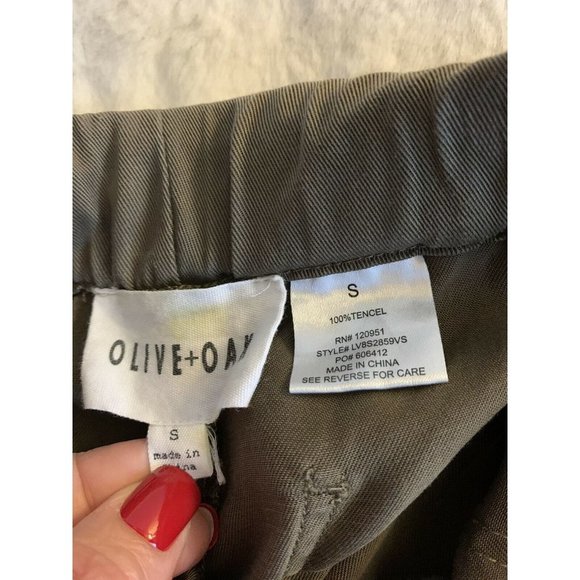 OLIVE+OAK
S
made in
China
S
100%TENCEL
RN# 120951
STYLE# LV8S2859VS
PO# 606412
MADE IN CHINA
SEE REVERSE FOR CARE